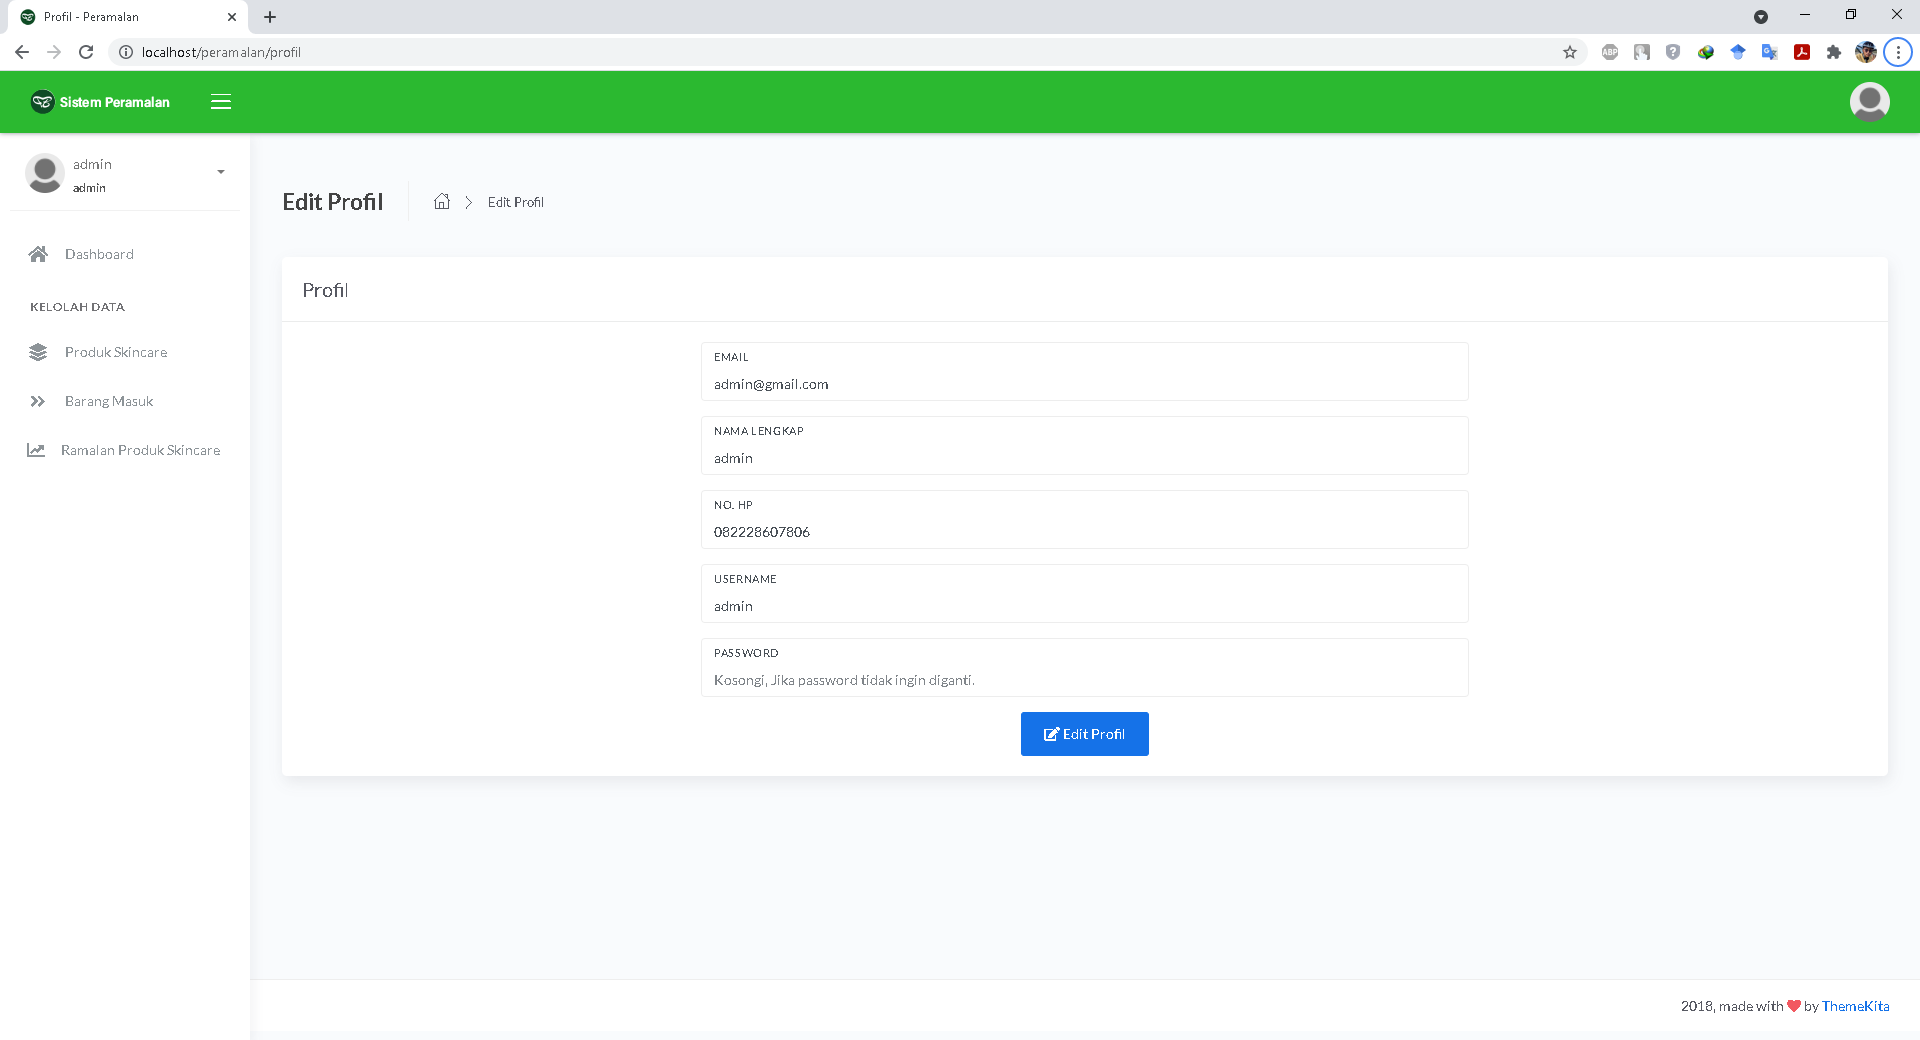 Profil - Peramalan
localhost/peramalan/profil
ABP
Sistem Peramalan
admin
admin
Dashboard
KELOLAH DATA
Produk Skincare
Barang Masuk
Ramalan Produk Skincare
Edit Profil
Edit Profil
Profil
EMAIL
admin@gmail.com
NAMA LENGKAP
admin
NO. HP
082228607806
USERNAME
admin
PASSWORD
Kosongi, Jika password tidak ingin diganti.
Edit Profil
2018, made with by ThemeKita